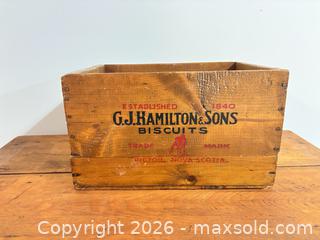 ESTABLISHED 1840
G.J. HAMILTON & SONS
BISCUITS
TRADE MARK
PICTOU, NOVA SCOTIA.
Copyright 2026 - maxsold.com